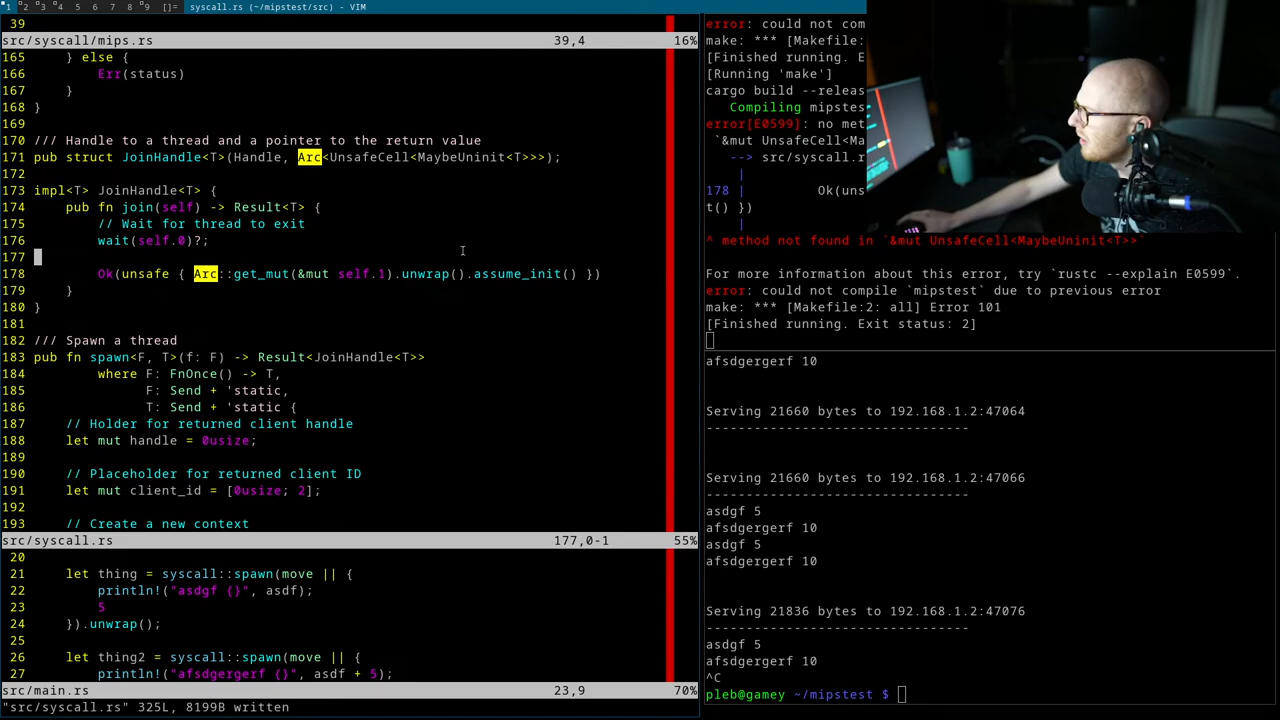 1 2 3 4 5 6 7 8 9 []= syscall.rs (~/mipstest/src) - VIM
39
src/syscall/mips.rs 39,4 16%
165 } else {
166 Err(status)
167 }
168 }
169
170 /// Handle to a thread and a pointer to the return value
171 pub struct JoinHandle<T>(Handle, Arc<UnsafeCell<MaybeUninit<T>>>);
172
173 impl<T> JoinHandle<T> {
174 pub fn join(self) -> Result<T> {
175 // Wait for thread to exit
176 wait(self.0)?;
177
178 Ok(unsafe { Arc::get_mut(&mut self.1).unwrap().assume_init() })
179 }
180 }
181
182 /// Spawn a thread
183 pub fn spawn<F, T>(f: F) -> Result<JoinHandle<T>>
184 where F: FnOnce() -> T,
185 F: Send + 'static,
186 T: Send + 'static {
187 // Holder for returned client handle
188 let mut handle = 0usize;
189
190 // Placeholder for returned client ID
191 let mut client_id = [0usize; 2];
192
193 // Create a new context
src/syscall.rs 177,0-1 55%
20
21 let thing = syscall::spawn(move || {
22 println!("asdgf {}", asdf);
23 5
24 }).unwrap();
25
26 let thing2 = syscall::spawn(move || {
27 println!("afsdgergerf {}", asdf + 5);
src/main.rs 23,9 70%
"src/syscall.rs" 325L, 8199B written
error: could not com
make: *** [Makefile:
[Finished running. E
[Running 'make']
cargo build --releas
Compiling mipstes
error[E0599]: no met
`&mut UnsafeCell<Ma
--> src/syscall.r
|
178 | Ok(uns
t() })
|
^ method not found in `&mut UnsafeCell<MaybeUninit<T>>`

For more information about this error, try `rustc --explain E0599`.
error: could not compile `mipstest` due to previous error
make: *** [Makefile:2: all] Error 101
[Finished running. Exit status: 2]
afsdgergerf 10
Serving 21660 bytes to 192.168.1.2:47064
---------------------------------
Serving 21660 bytes to 192.168.1.2:47066
---------------------------------
asdgf 5
afsdgergerf 10
asdgf 5
afsdgergerf 10
Serving 21836 bytes to 192.168.1.2:47076
---------------------------------
asdgf 5
afsdgergerf 10
^C
pleb@gamey ~/mipstest $